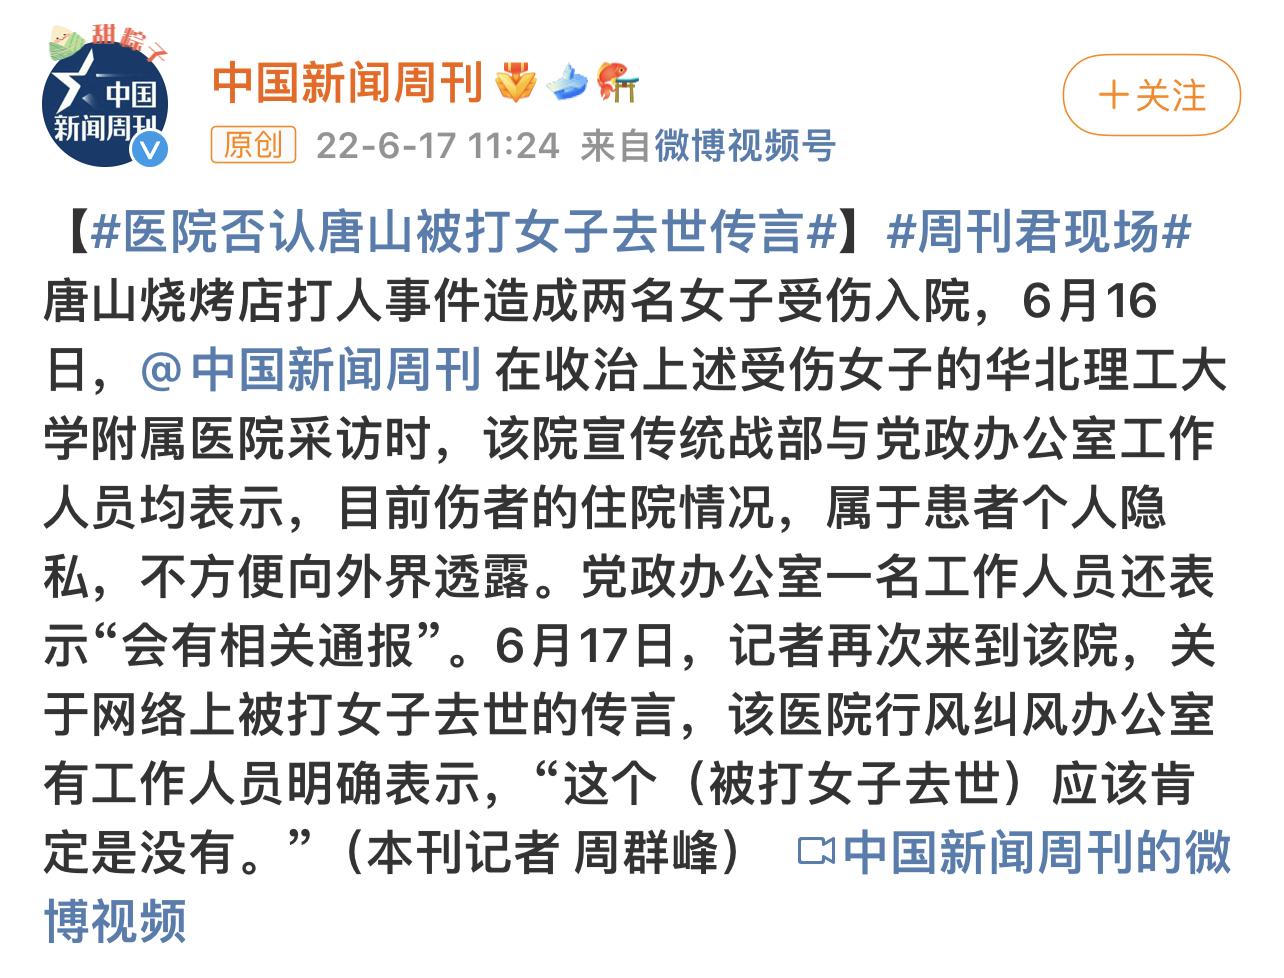 甜粽子
中国
新闻周刊
中国新闻周刊
+关注
原创 22-6-17 11:24 来自微博视频号
【#医院否认唐山被打女子去世传言#】#周刊君现场#
唐山烧烤店打人事件造成两名女子受伤入院，6月16
日，@中国新闻周刊 在收治上述受伤女子的华北理工大
学附属医院采访时，该院宣传统战部与党政办公室工作
人员均表示，目前伤者的住院情况，属于患者个人隐
私，不方便向外界透露。党政办公室一名工作人员还表
示“会有相关通报”。6月17日，记者再次来到该院，关
于网络上被打女子去世的传言，该医院行风纠风办公室
有工作人员明确表示，“这个（被打女子去世）应该肯
定是没有。”（本刊记者 周群峰） 中国新闻周刊的微
博视频